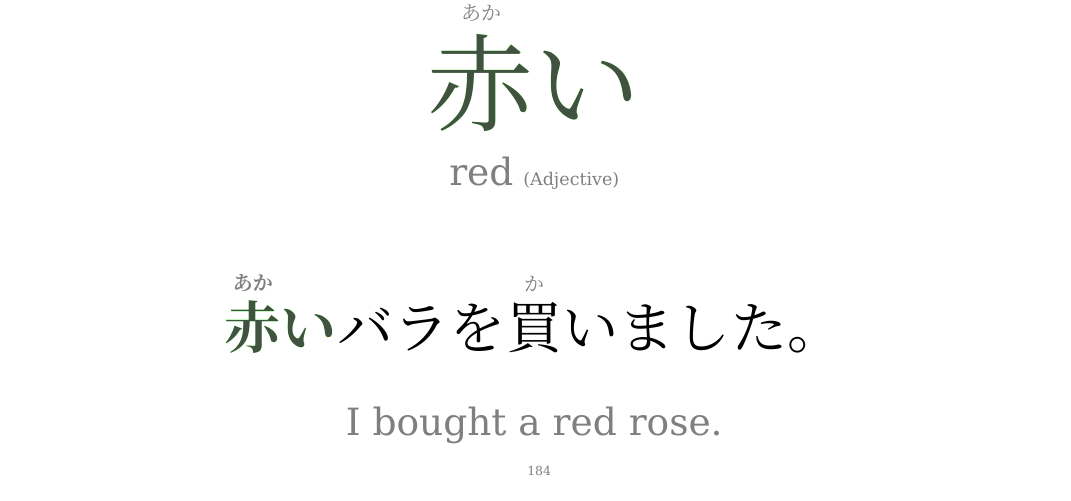 あか
赤い
red (Adjective)
あか か
赤いバラを買いました。
I bought a red rose.
184